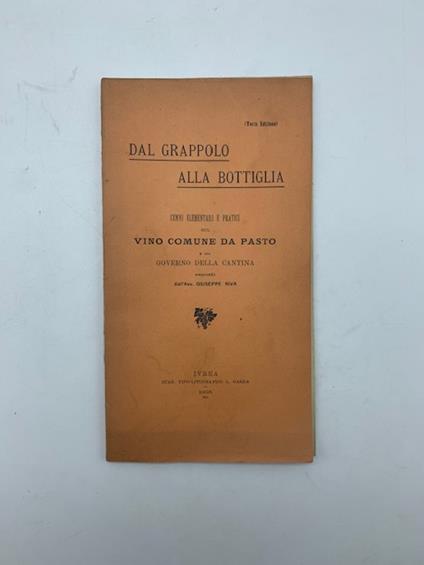 (Terza Edizione)
DAL GRAPPOLO
ALLA BOTTIGLIA
CENNI ELEMENTARI E PRATICI
SUL
VINO COMUNE DA PASTO
E SUL
GOVERNO DELLA CANTINA
dall'Avv. GIUSEPPE RIVA
IVREA
STAB. TIPO-LITOGRAFICO L. GARDA